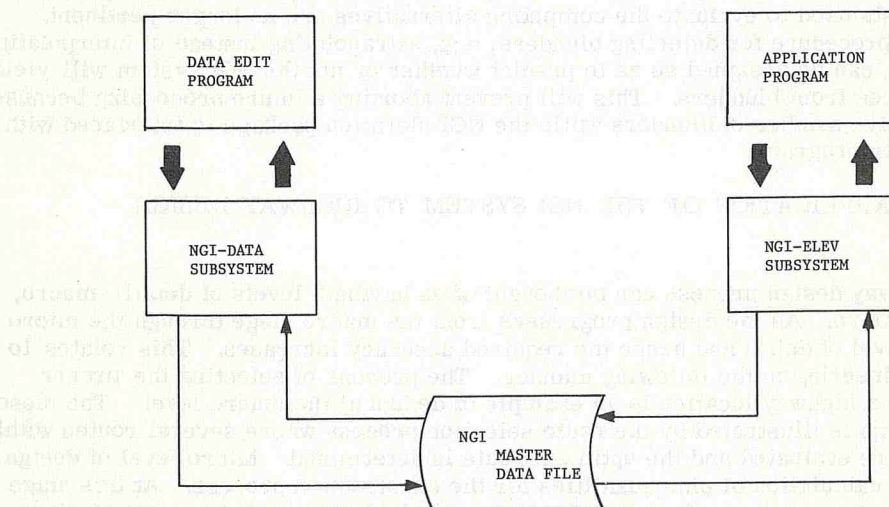 DATA EDIT
PROGRAM
APPLICATION
PROGRAM
NGI-DATA
SUBSYSTEM
NGI-ELEV
SUBSYSTEM
NGI
MASTER
DATA FILE